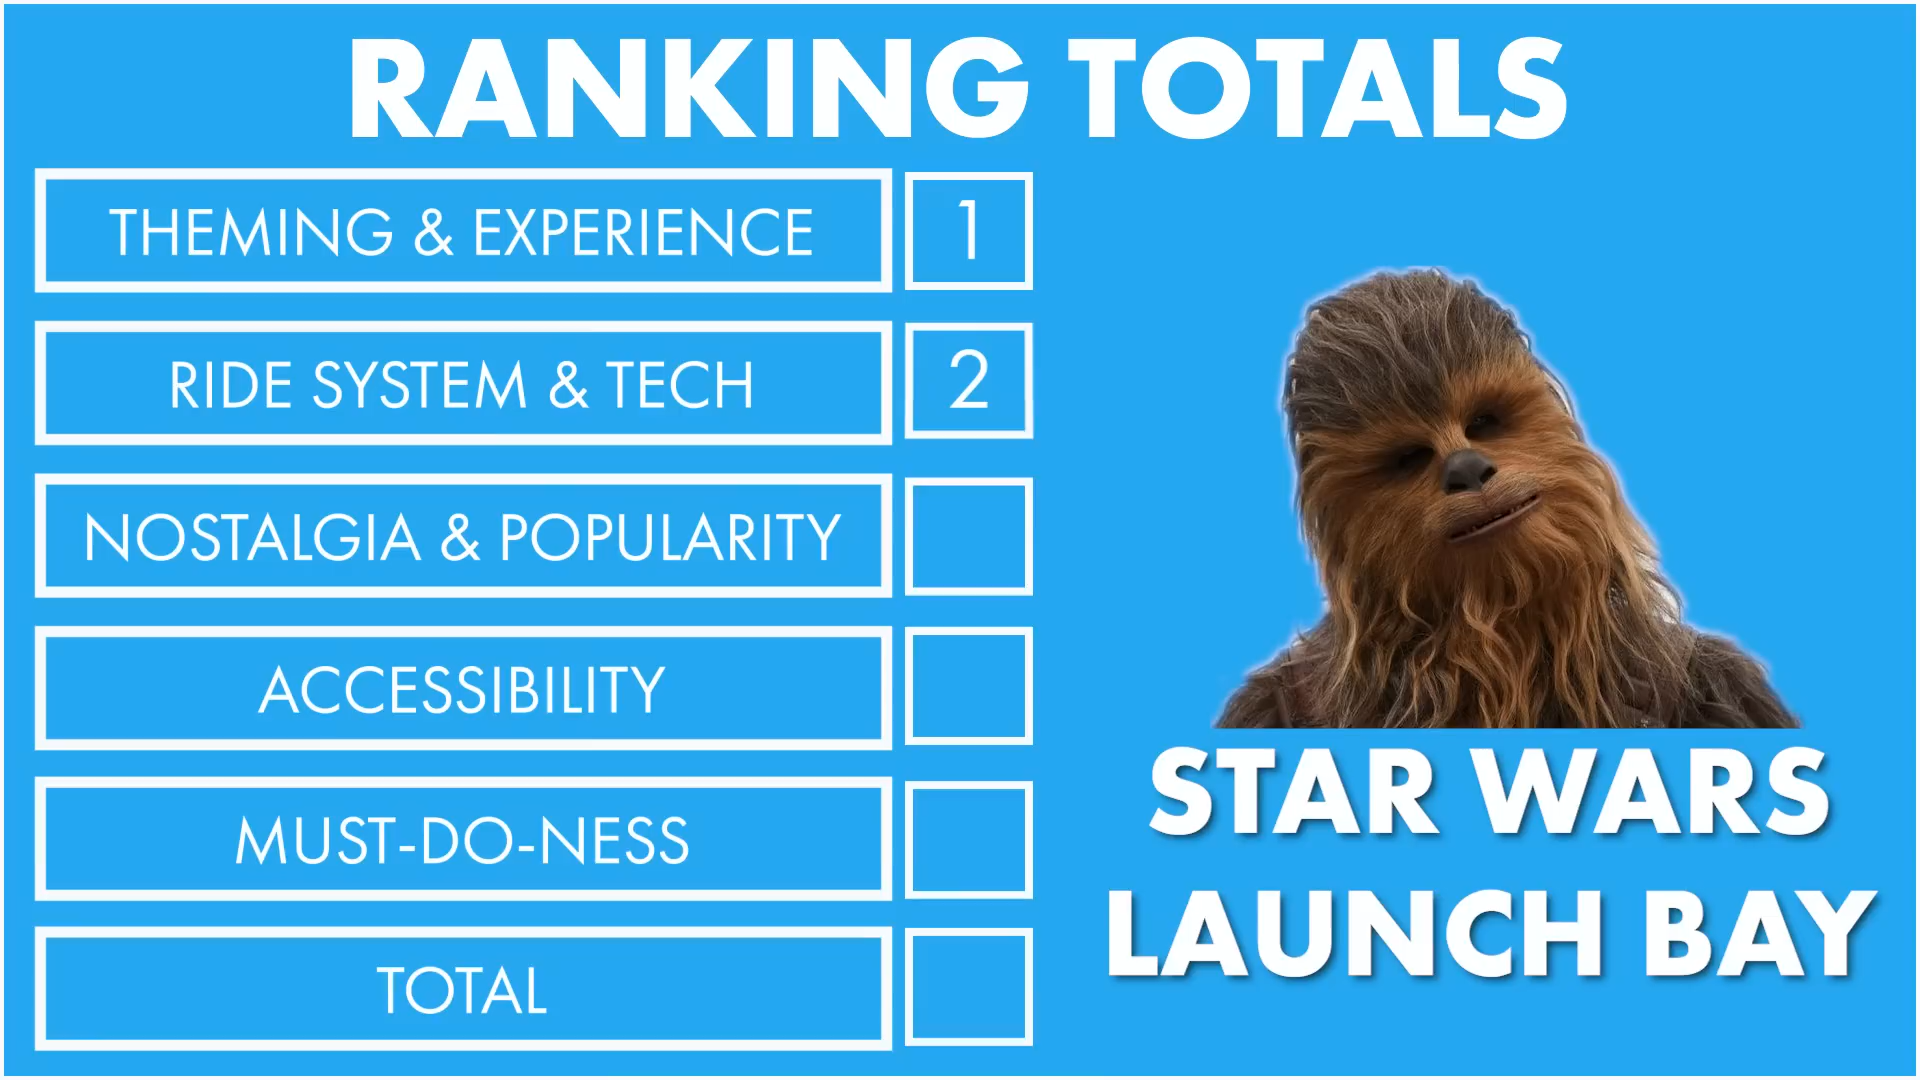 RANKING TOTALS
THEMING & EXPERIENCE 1
RIDE SYSTEM & TECH 2
NOSTALGIA & POPULARITY
ACCESSIBILITY
MUST-DO-NESS
TOTAL
STAR WARS
LAUNCH BAY